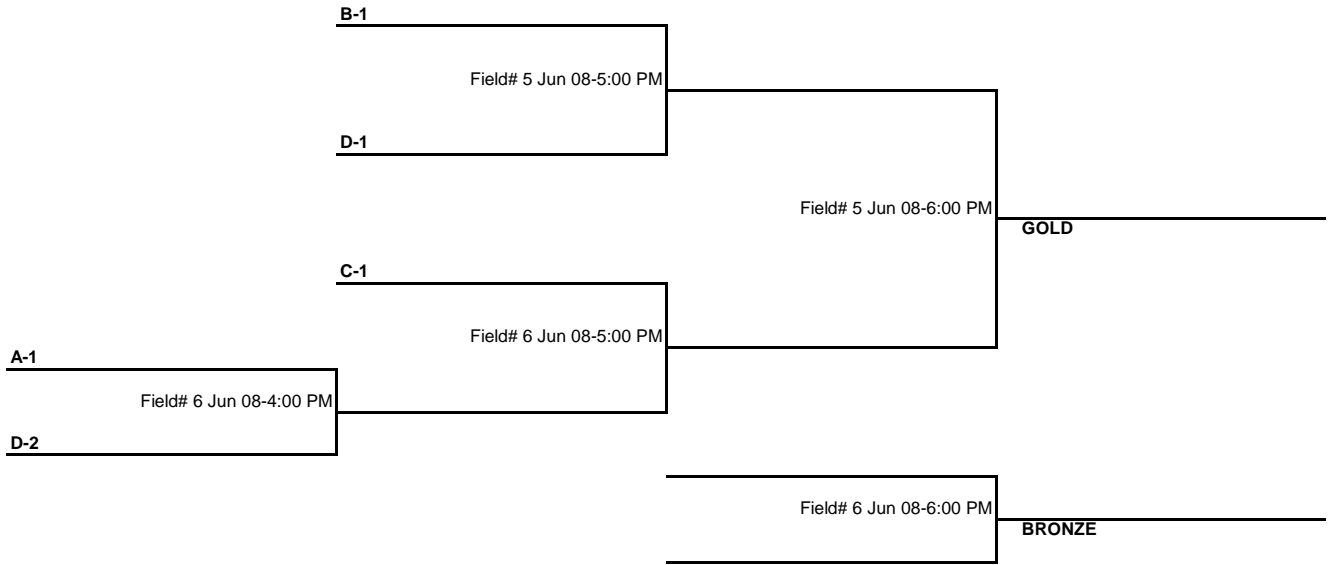 B-1
Field# 5 Jun 08-5:00 PM
D-1
Field# 5 Jun 08-6:00 PM
GOLD
C-1
Field# 6 Jun 08-5:00 PM
A-1
Field# 6 Jun 08-4:00 PM
D-2
Field# 6 Jun 08-6:00 PM
BRONZE